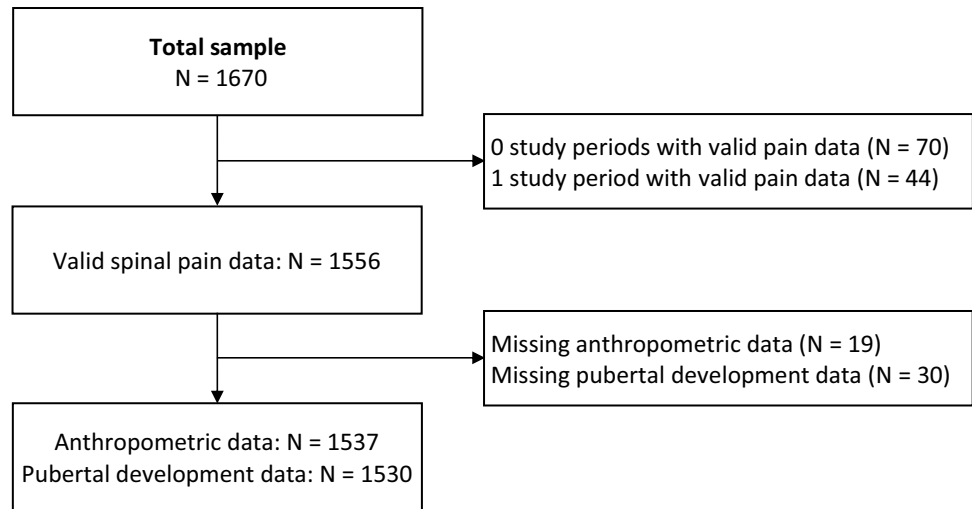 Total sample
N = 1670
0 study periods with valid pain data (N = 70)
1 study period with valid pain data (N = 44)
Valid spinal pain data: N = 1556
Missing anthropometric data (N = 19)
Missing pubertal development data (N = 30)
Anthropometric data: N = 1537
Pubertal development data: N = 1530